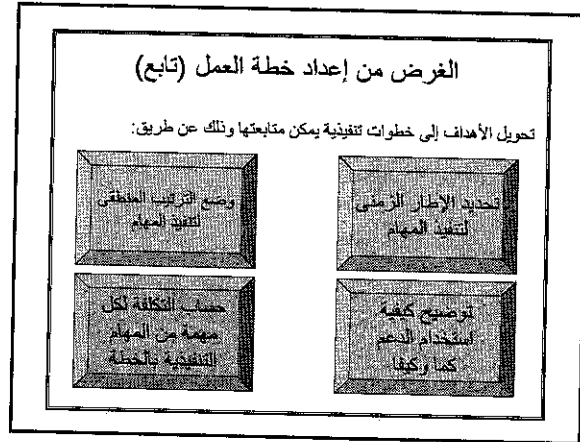 الغرض من إعداد خطة العمل (تابع)
تحويل الأهداف إلى خطوات تنفيذية يمكن متابعتها وذلك عن طريق:
تحديد الإطار الزمنى
لتنفيذ المهام
وضع الترتيب المنطقى
لتنفيذ المهام
توضيح كيفية
استخدام الدعم
كما وكيفا
حساب التكلفة لكل
مهمة من المهام
التنفيذية بالخطة